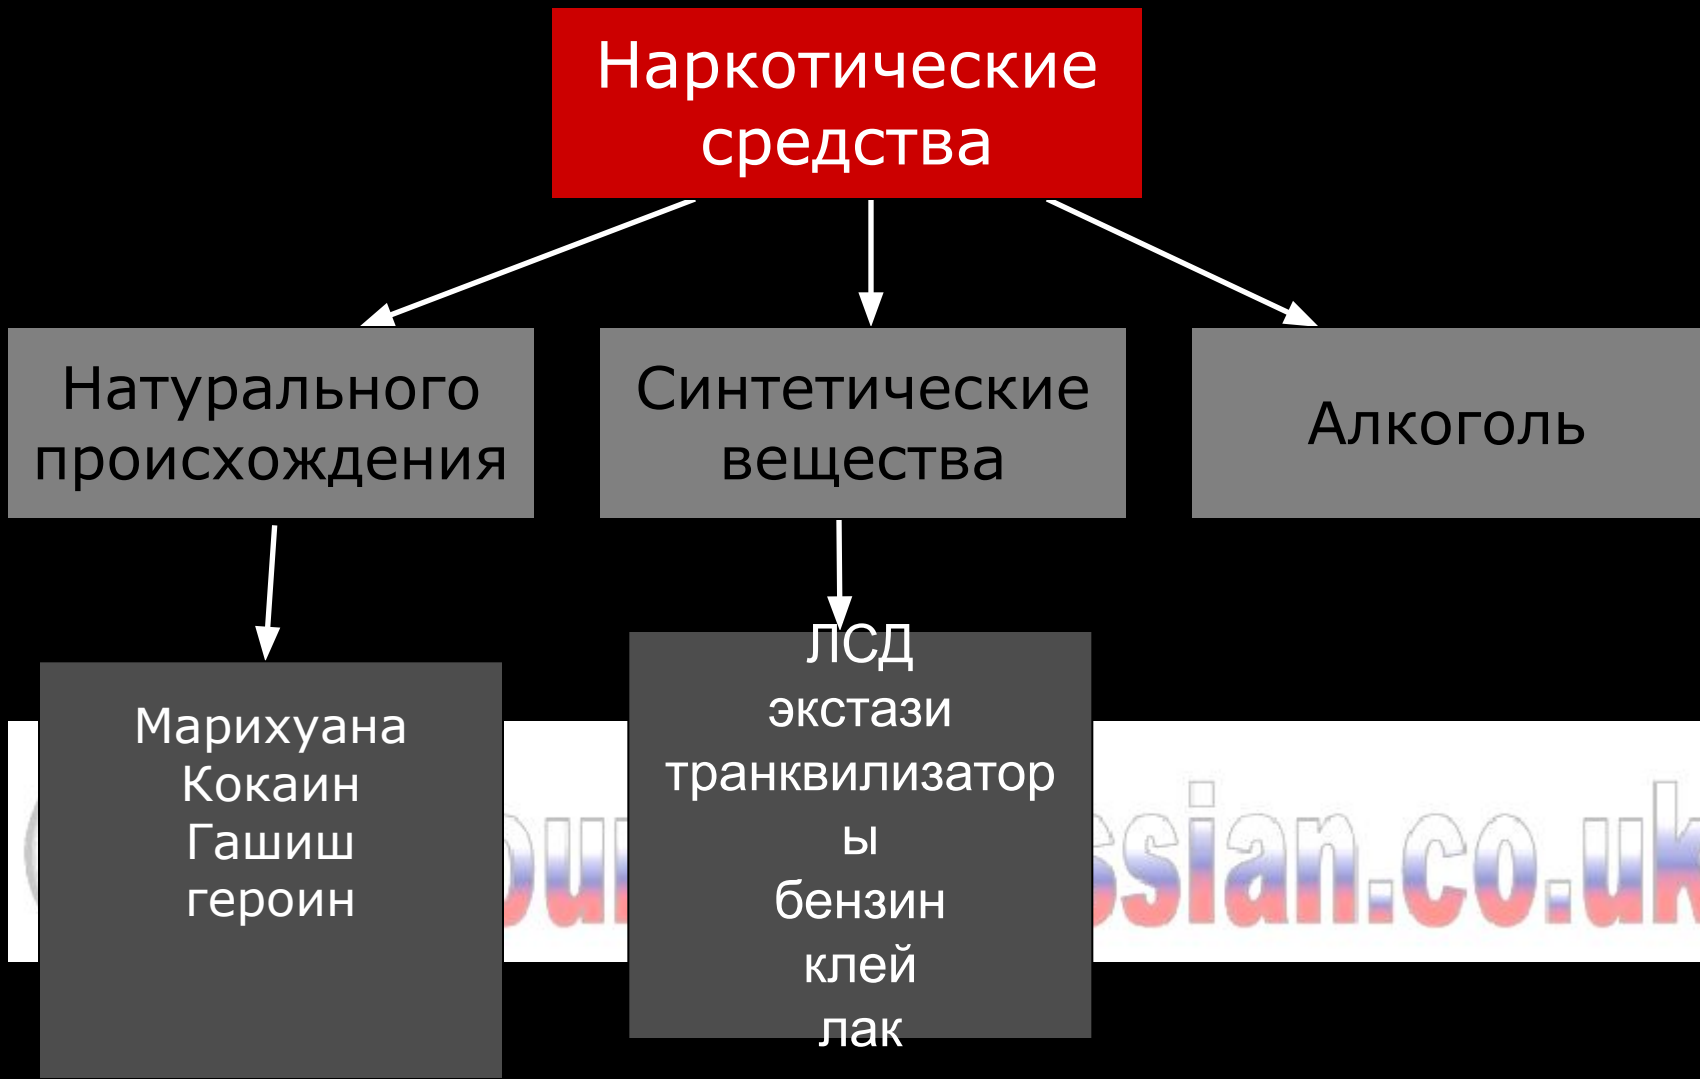 Наркотические
средства
Натурального
происхождения
Синтетические
вещества
Алкоголь
Марихуана
Кокаин
Гашиш
героин
ЛСД
экстази
транквилизатор
ы
бензин
клей
лак
ssian.co.uk